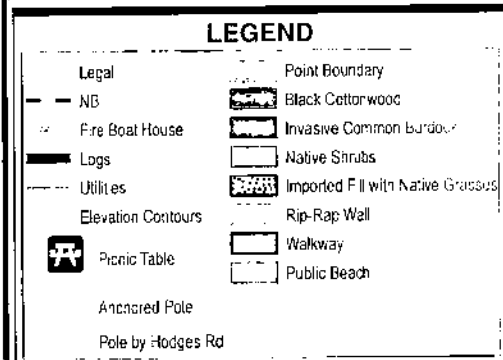 LEGEND
Legal
NB
Fire Boat House
Logs
Utilities
Elevation Contours
Picnic Table
Anchored Pole
Pole by Hodges Rd
Point Boundary
Black Cottonwood
Invasive Common Burdock
Native Shrubs
Imported Fill with Native Grasses
Rip-Rap Wall
Walkway
Public Beach